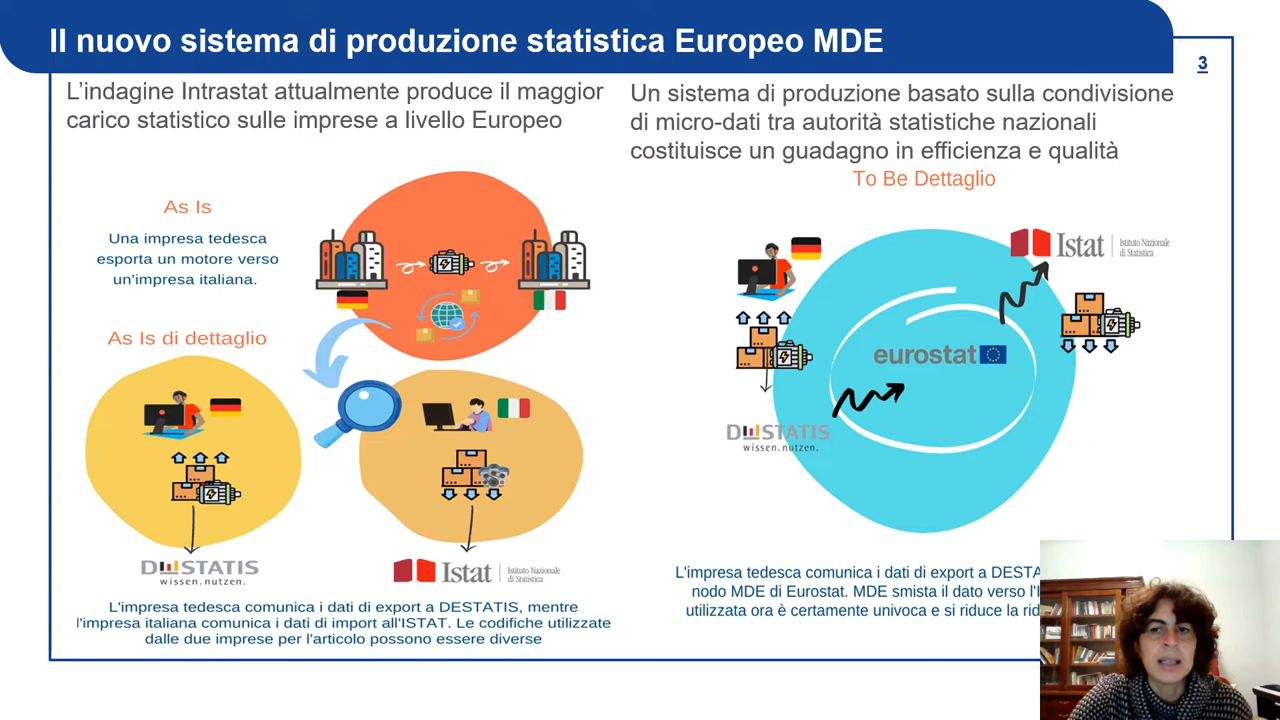 Il nuovo sistema di produzione statistica Europeo MDE
3
L'indagine Intrastat attualmente produce il maggior
carico statistico sulle imprese a livello Europeo
Un sistema di produzione basato sulla condivisione
di micro-dati tra autorità statistiche nazionali
costituisce un guadagno in efficienza e qualità
To Be Dettaglio
As Is
Una impresa tedesca
esporta un motore verso
un'impresa italiana.
As Is di dettaglio
DESTATIS
wissen.nutzen.
Istat
Istituto Nazionale
di Statistica
L'impresa tedesca comunica i dati di export a DESTATIS, mentre
l'impresa italiana comunica i dati di import all'ISTAT. Le codifiche utilizzate
dalle due imprese per l'articolo possono essere diverse
Istat
Istituto Nazionale
di Statistica
eurostat
DESTATIS
wissen.nutzen.
L'impresa tedesca comunica i dati di export a
nodo MDE di Eurostat. MDE smista il dato verso
utilizzata ora è certamente univoca e si riduce la